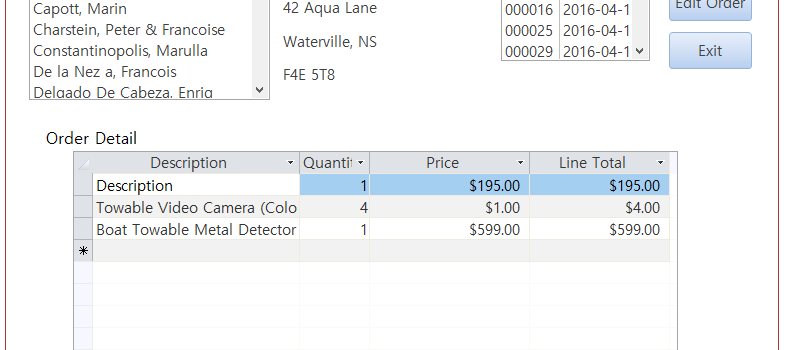 Capott, Marin
Charstein, Peter & Francoise
Constantinopolis, Marulla
De la Nez a, Francois
Delgado De Cabeza, Enriq
42 Aqua Lane
Waterville, NS
F4E 5T8
000016 2016-04-1
000025 2016-04-1
000029 2016-04-1
Edit Order
Exit
Order Detail
Description Quantit Price Line Total
Description 1 $195.00 $195.00
Towable Video Camera (Colo 4 $1.00 $4.00
Boat Towable Metal Detector 1 $599.00 $599.00